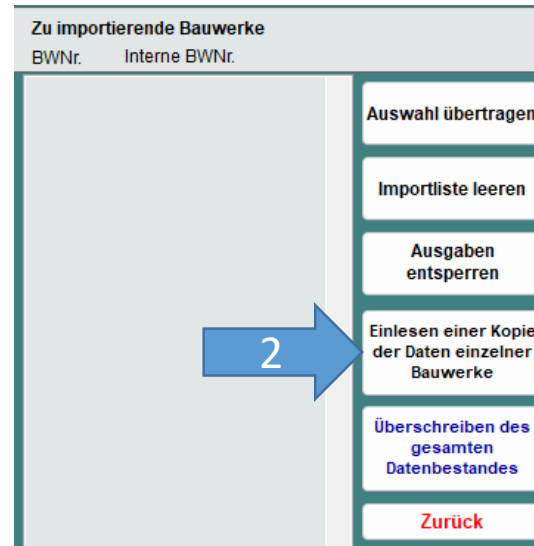 Zu importierende Bauwerke
BWNr. Interne BWNr.
Auswahl übertragen
Importliste leeren
Ausgaben
entsperren
2
Einlesen einer Kopie
der Daten einzelner
Bauwerke
Überschreiben des
gesamten
Datenbestandes
Zurück